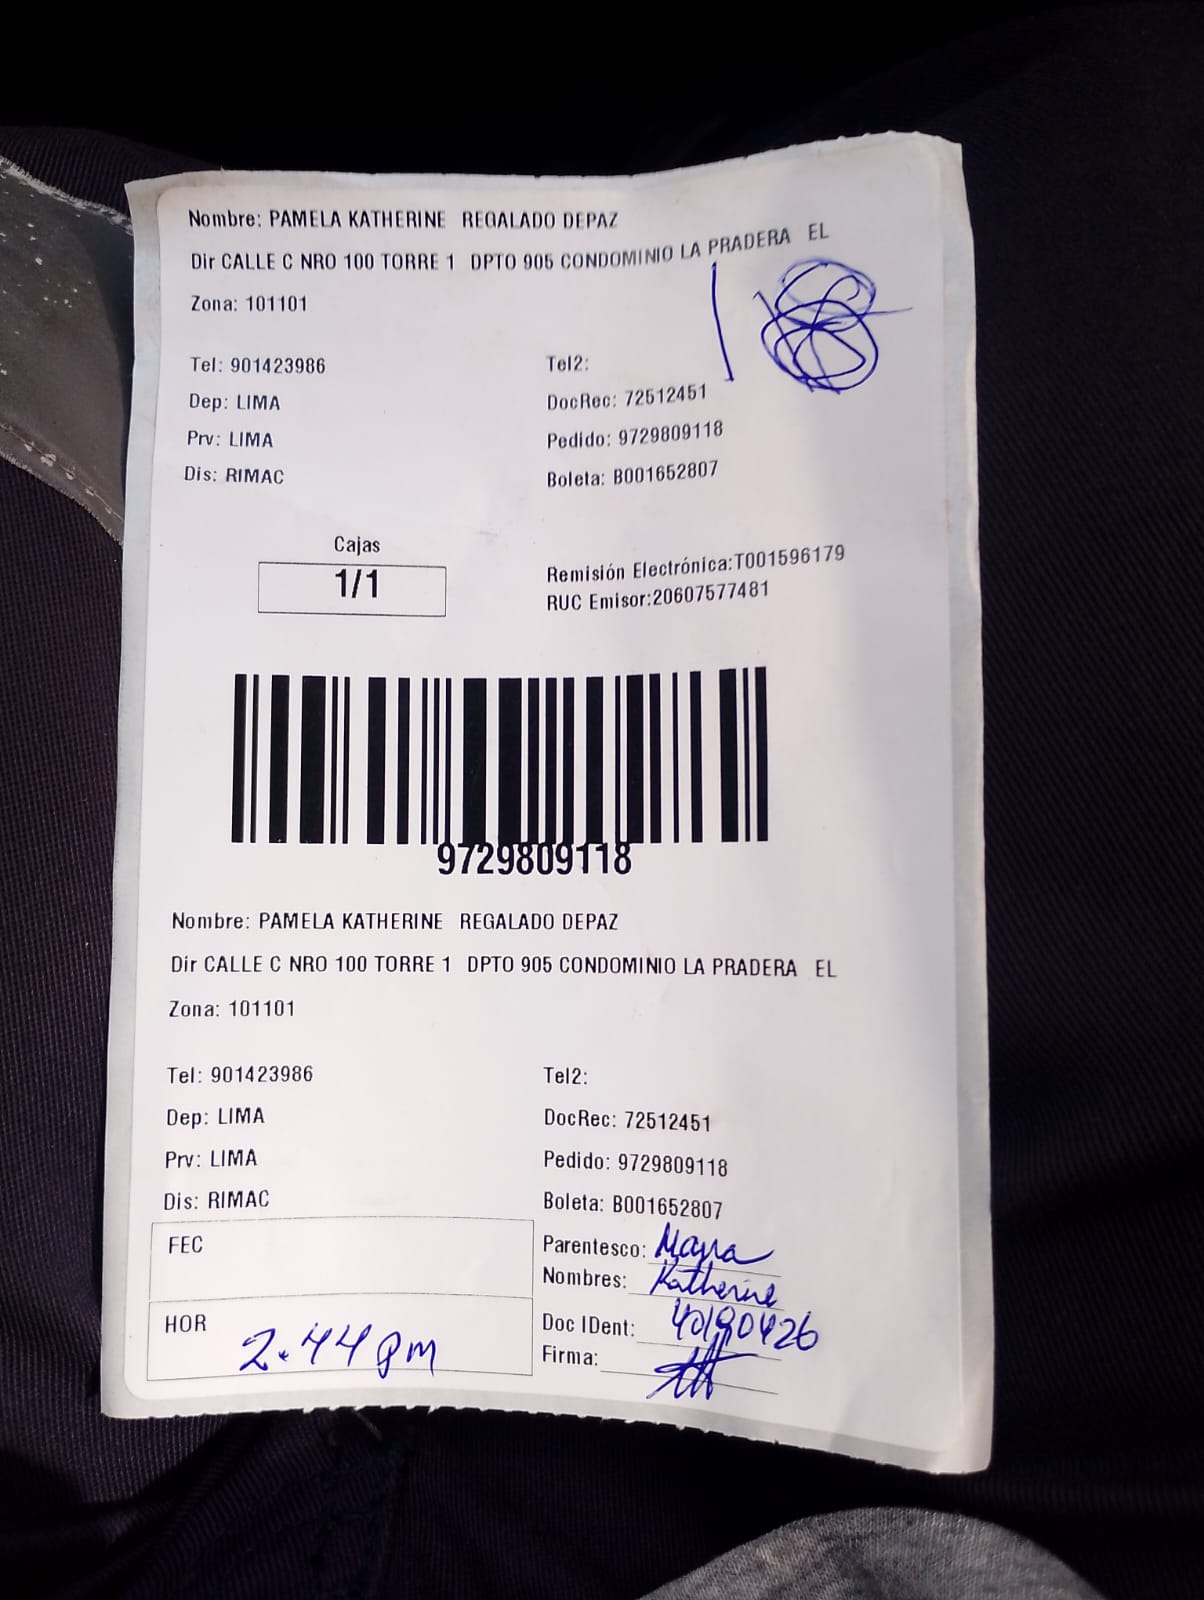 Nombre: PAMELA KATHERINE REGALADO DEPAZ
Dir CALLE C NRO 100 TORRE 1 DPTO 905 CONDOMINIO LA PRADERA EL
Zona: 101101
Tel: 901423986 Tel2:
Dep: LIMA DocRec: 72512451
Prv: LIMA Pedido: 9729809118
Dis: RIMAC Boleta: B001652807
Cajas
1/1
Remisión Electrónica:T001596179
RUC Emisor:20607577481
9729809118
Nombre: PAMELA KATHERINE REGALADO DEPAZ
Dir CALLE C NRO 100 TORRE 1 DPTO 905 CONDOMINIO LA PRADERA EL
Zona: 101101
Tel: 901423986 Tel2:
Dep: LIMA DocRec: 72512451
Prv: LIMA Pedido: 9729809118
Dis: RIMAC Boleta: B001652807
FEC
Parentesco:
Nombres: Katherine
HOR 2.44 pm
Doc IDent:
Firma: